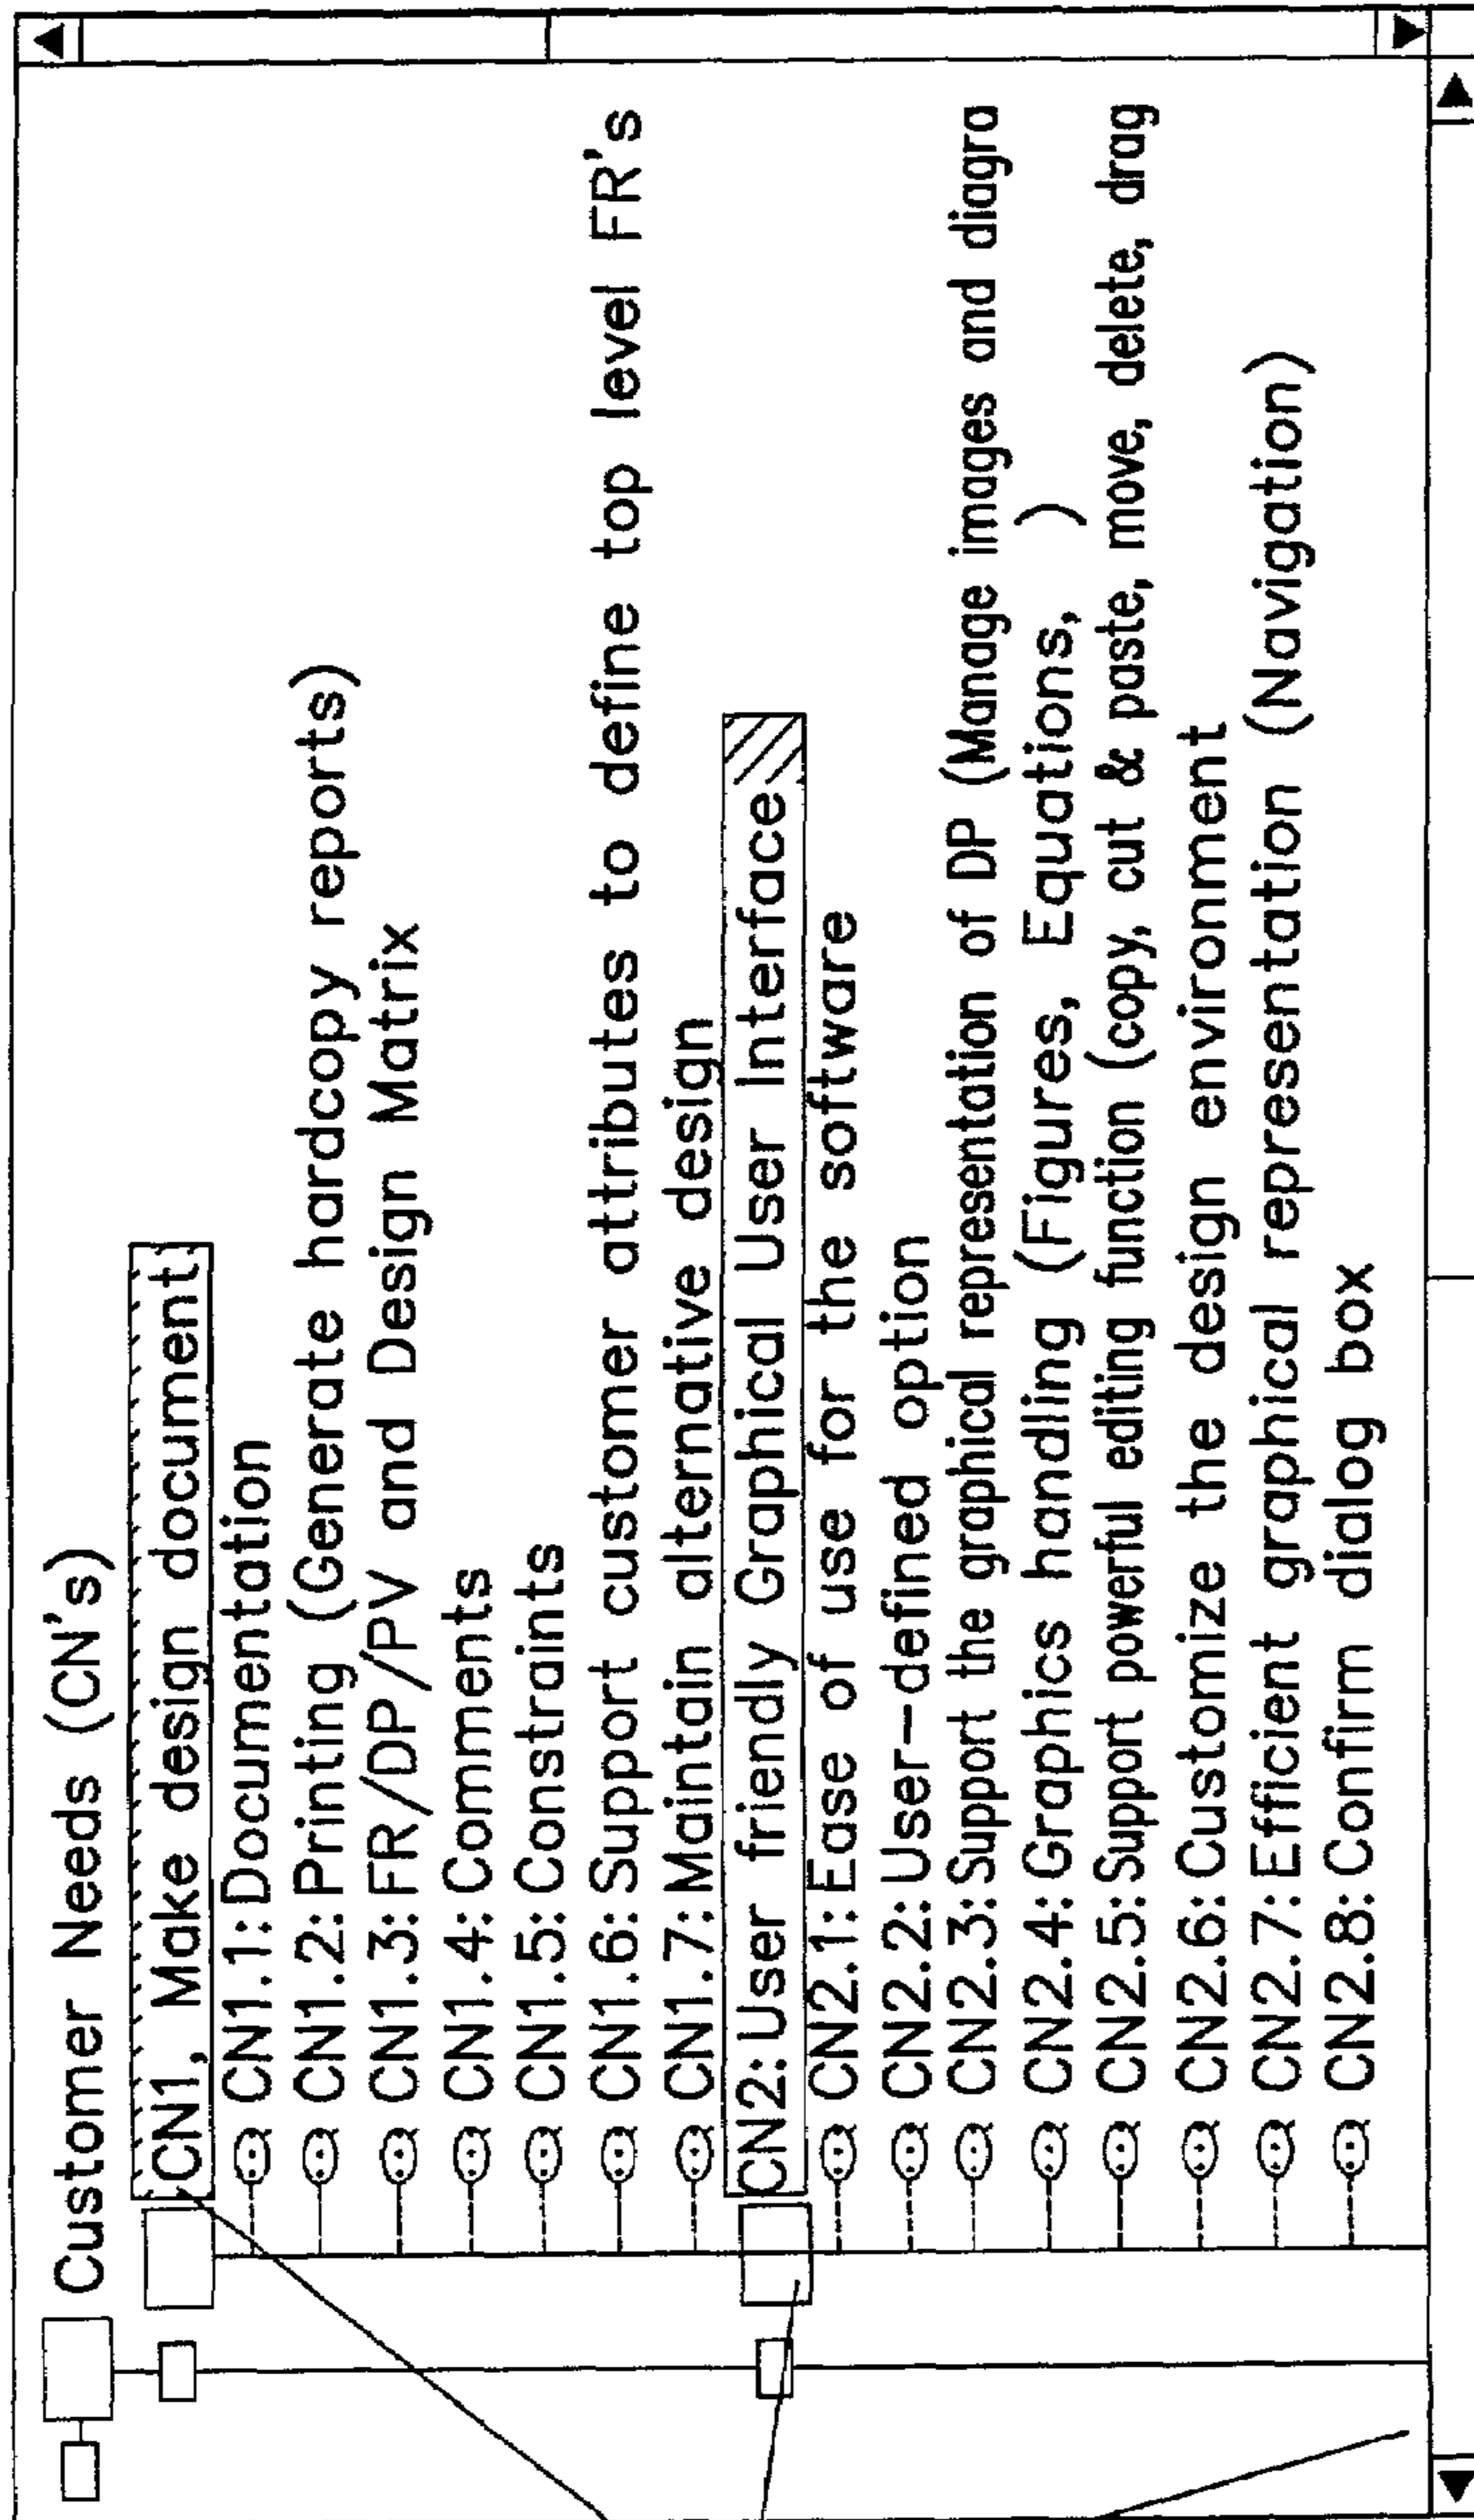 Customer Needs (CN's)
CN1, Make design document
CN1.1:Documentation
CN1.2:Printing (Generate hardcopy reports)
CN1.3:FR/DP/PV and Design Matrix
CN1.4:Comments
CN1.5:Constraints
CN1.6:Support customer attributes to define top level FR's
CN1.7:Maintain alternative design
CN2:User friendly Graphical User Interface
CN2.1:Ease of use for the software
CN2.2:User-defined option
CN2.3:Support the graphical representation of DP (Manage images and diagra
CN2.4:Graphics handling (Figures, Equations, )
CN2.5:Support powerful editing function (copy, cut & paste, move, delete, drag
CN2.6:Customize the design environment
CN2.7:Efficient graphical representation (Navigation)
CN2.8:Confirm dialog box